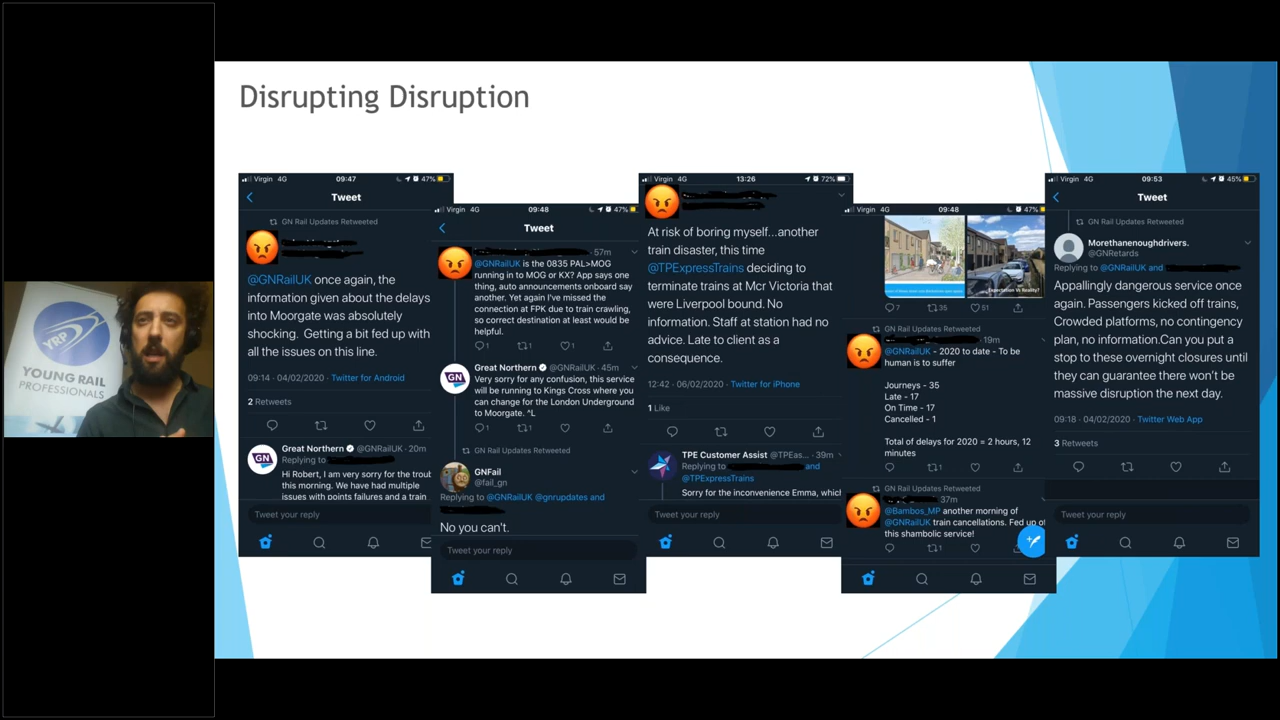 Disrupting Disruption
YRP
YOUNG RAIL
PROFESSIONALS
Virgin 4G 09:47 47%
Tweet
GN Rail Updates Retweeted
@GNRailUK once again, the
information given about the delays
into Moorgate was absolutely
shocking. Getting a bit fed up with
all the issues on this line.
09:14 · 04/02/2020 · Twitter for Android
2 Retweets
Great Northern @GNRailUK · 20m
Replying to
Hi Robert, I am very sorry for the troub
this morning. We have had multiple
issues with points failures and a train
Tweet your reply
Virgin 4G 09:48 47%
Tweet
57m
@GNRailUK is the 0835 PAL>MOG
running in to MOG or KX? App says one
thing, auto announcements onboard say
another. Yet again I've missed the
connection at FPK due to train crawling,
so correct destination at least would be
helpful.
1 1 1
Great Northern @GNRailUK · 45m
Very sorry for any confusion, this service
will be running to Kings Cross where you
can change for the London Underground
to Moorgate. ^L
1 1
GN Rail Updates Retweeted
GNFail
@fail_gn
Replying to @GNRailUK @gnrupdates and
No you can't.
Tweet your reply
Virgin 4G 13:26 72%
At risk of boring myself...another
train disaster, this time
@TPExpressTrains deciding to
terminate trains at Mcr Victoria that
were Liverpool bound. No
information. Staff at station had no
advice. Late to client as a
consequence.
12:42 · 06/02/2020 · Twitter for iPhone
1 Like
TPE Customer Assist @TPEas... · 39m
Replying to and
@TPExpressTrains
Sorry for the inconvenience Emma, which
Tweet your reply
Virgin 4G 09:48 47%
Expectation Vs Reality?
7 35 51
GN Rail Updates Retweeted
19m
@GNRailUK - 2020 to date - To be
human is to suffer
Journeys - 35
Late - 17
On Time - 17
Cancelled - 1
Total of delays for 2020 = 2 hours, 12
minutes
1
GN Rail Updates Retweeted
37m
@Bambos_MP another morning of
@GNRailUK train cancellations. Fed up of
this shambolic service!
1
Virgin 4G 09:53 45%
Tweet
GN Rail Updates Retweeted
Morethanenoughdrivers.
@GNRetards
Replying to @GNRailUK and
Appallingly dangerous service once
again. Passengers kicked off trains,
Crowded platforms, no contingency
plan, no information.Can you put a
stop to these overnight closures until
they can guarantee there won't be
massive disruption the next day.
09:18 · 04/02/2020 · Twitter Web App
3 Retweets
Tweet your reply